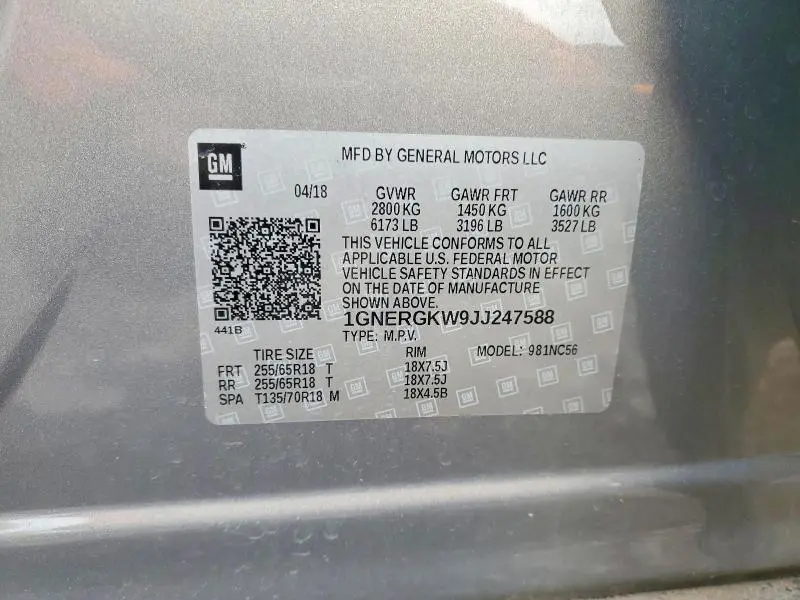 GM
MFD BY GENERAL MOTORS LLC
04/18 GVWR GAWR FRT GAWR RR
2800 KG 1450 KG 1600 KG
6173 LB 3196 LB 3527 LB
THIS VEHICLE CONFORMS TO ALL
APPLICABLE U.S. FEDERAL MOTOR
VEHICLE SAFETY STANDARDS IN EFFECT
ON THE DATE OF MANUFACTURE
SHOWN ABOVE.
441B
1GNERGKW9JJ247588
TYPE: M.P.V.
TIRE SIZE RIM MODEL: 981NC56
FRT 255/65R18 T 18X7.5J
RR 255/65R18 T 18X7.5J
SPA T135/70R18 M 18X4.5B